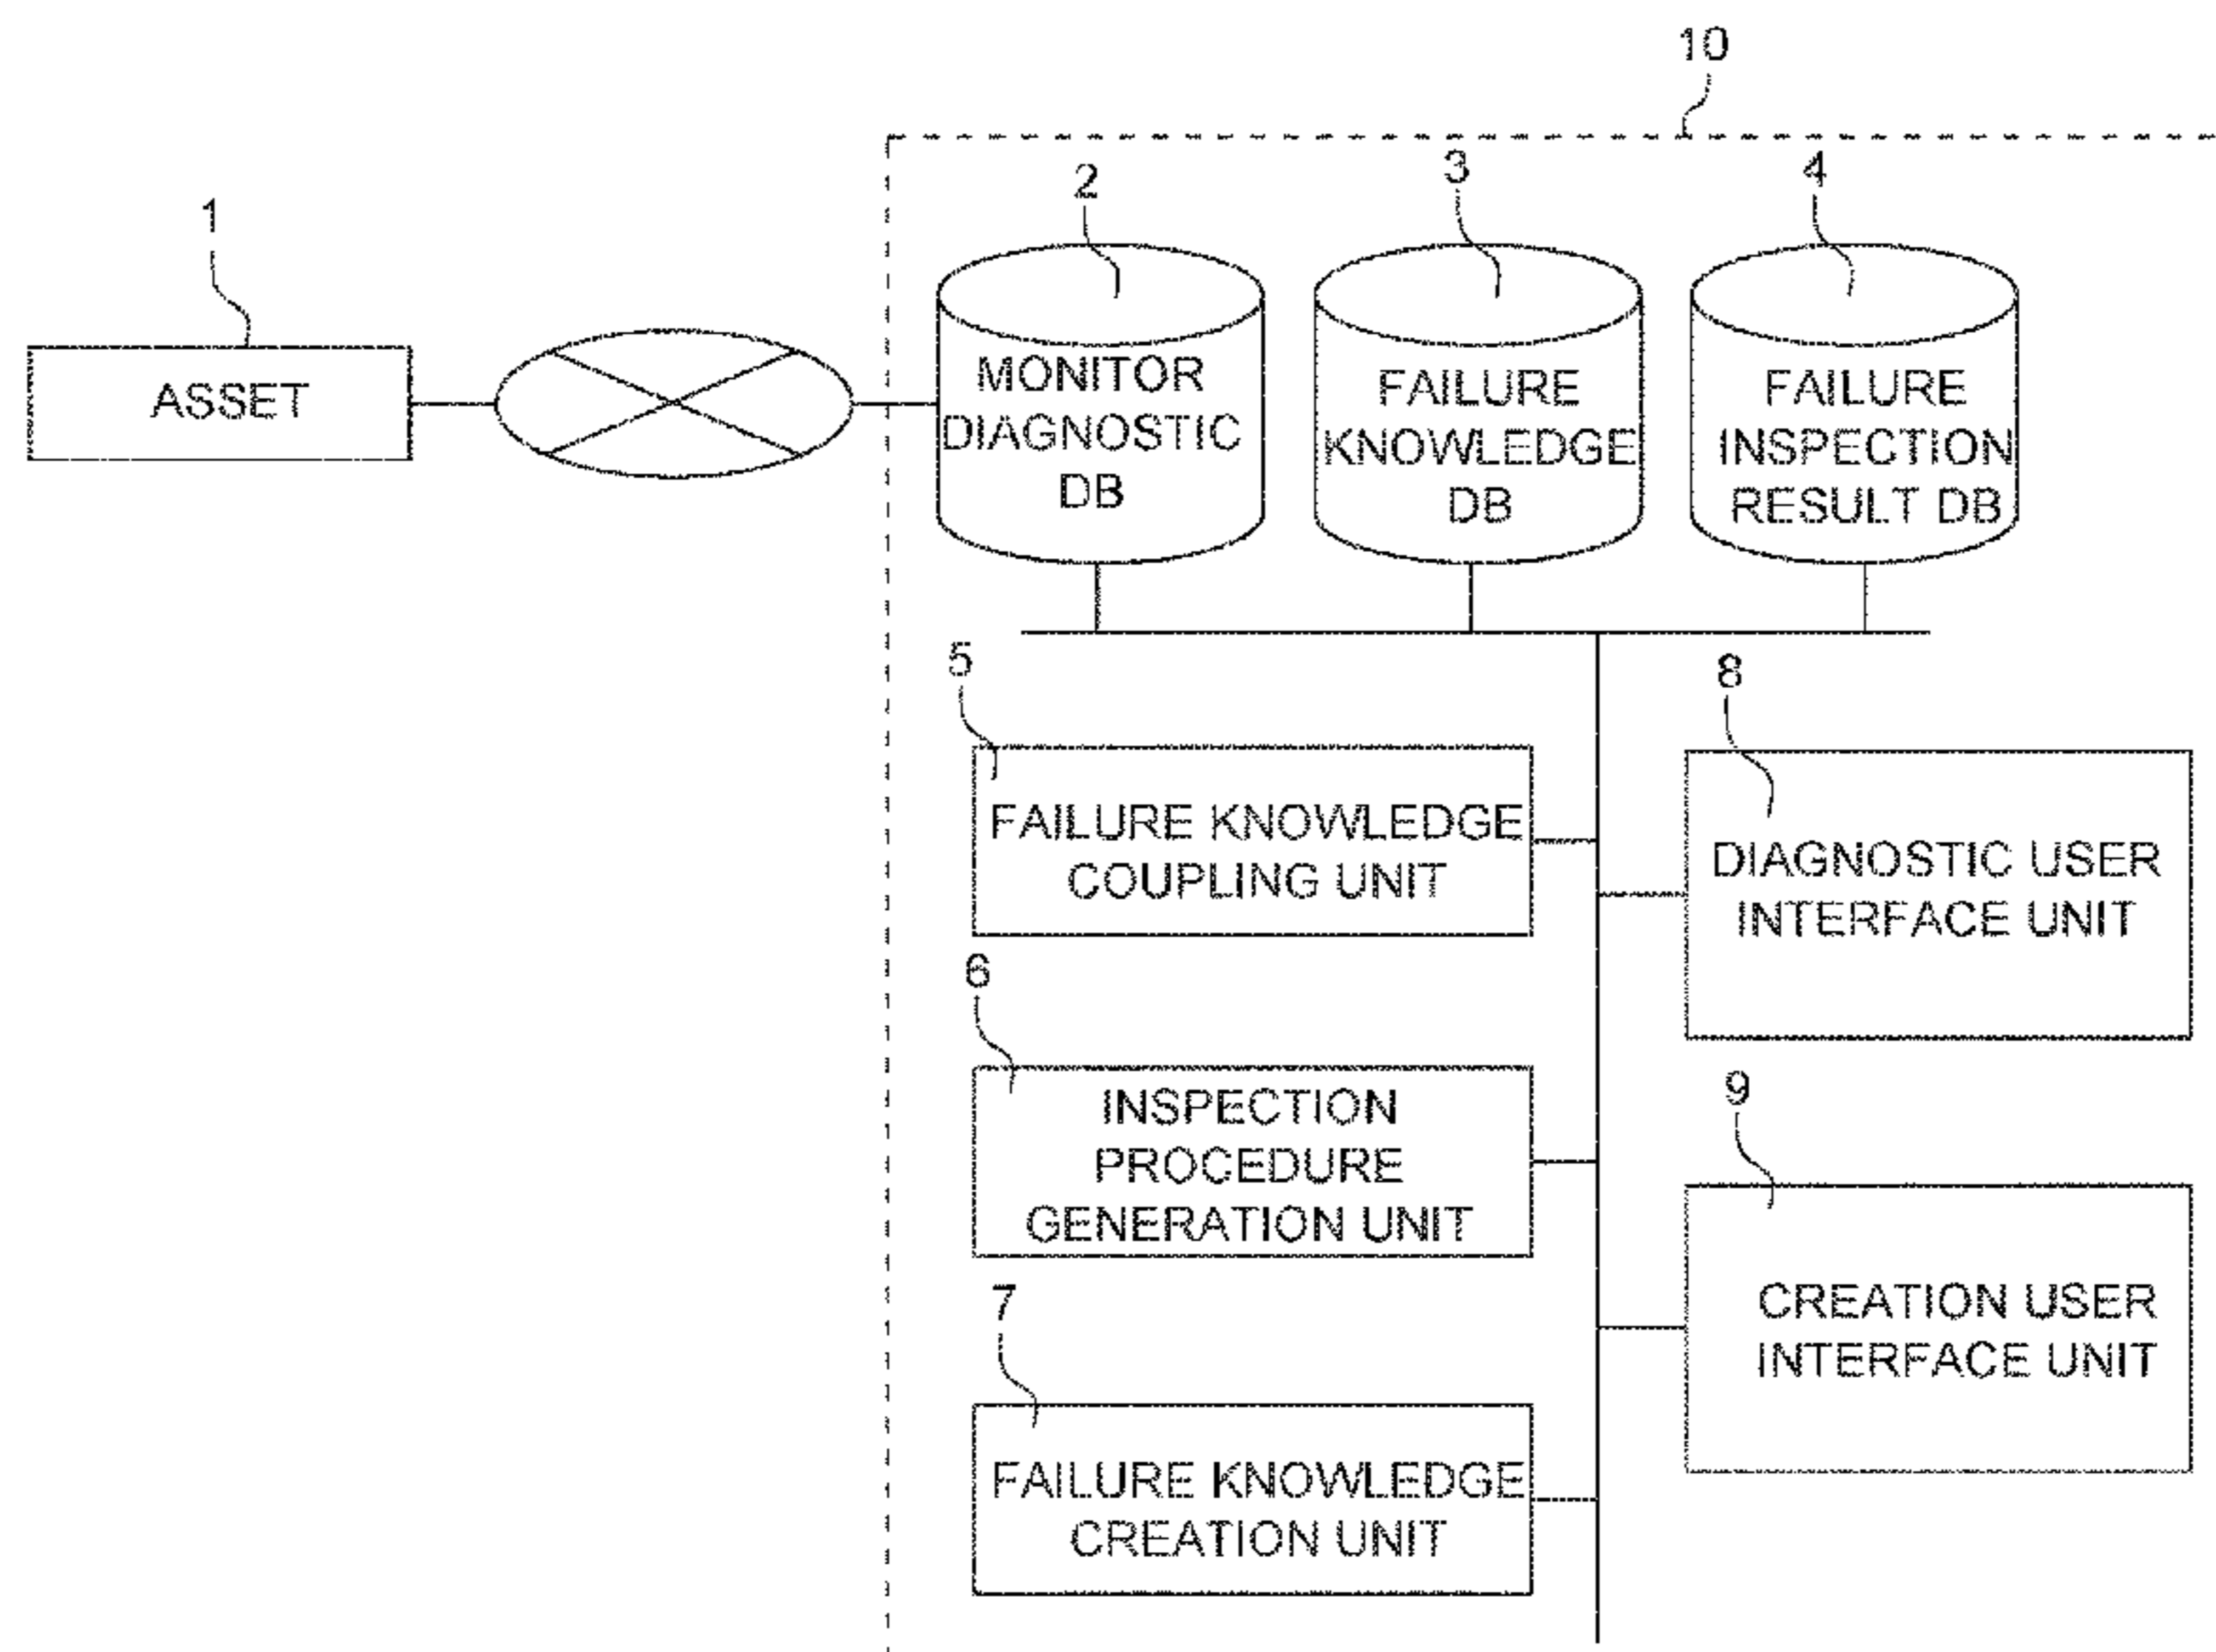 10
1
2
3
4
ASSET
MONITOR
DIAGNOSTIC
DB
FAILURE
KNOWLEDGE
DB
FAILURE
INSPECTION
RESULT DB
5
FAILURE KNOWLEDGE
COUPLING UNIT
8
DIAGNOSTIC USER
INTERFACE UNIT
6
INSPECTION
PROCEDURE
GENERATION UNIT
9
CREATION USER
INTERFACE UNIT
7
FAILURE KNOWLEDGE
CREATION UNIT